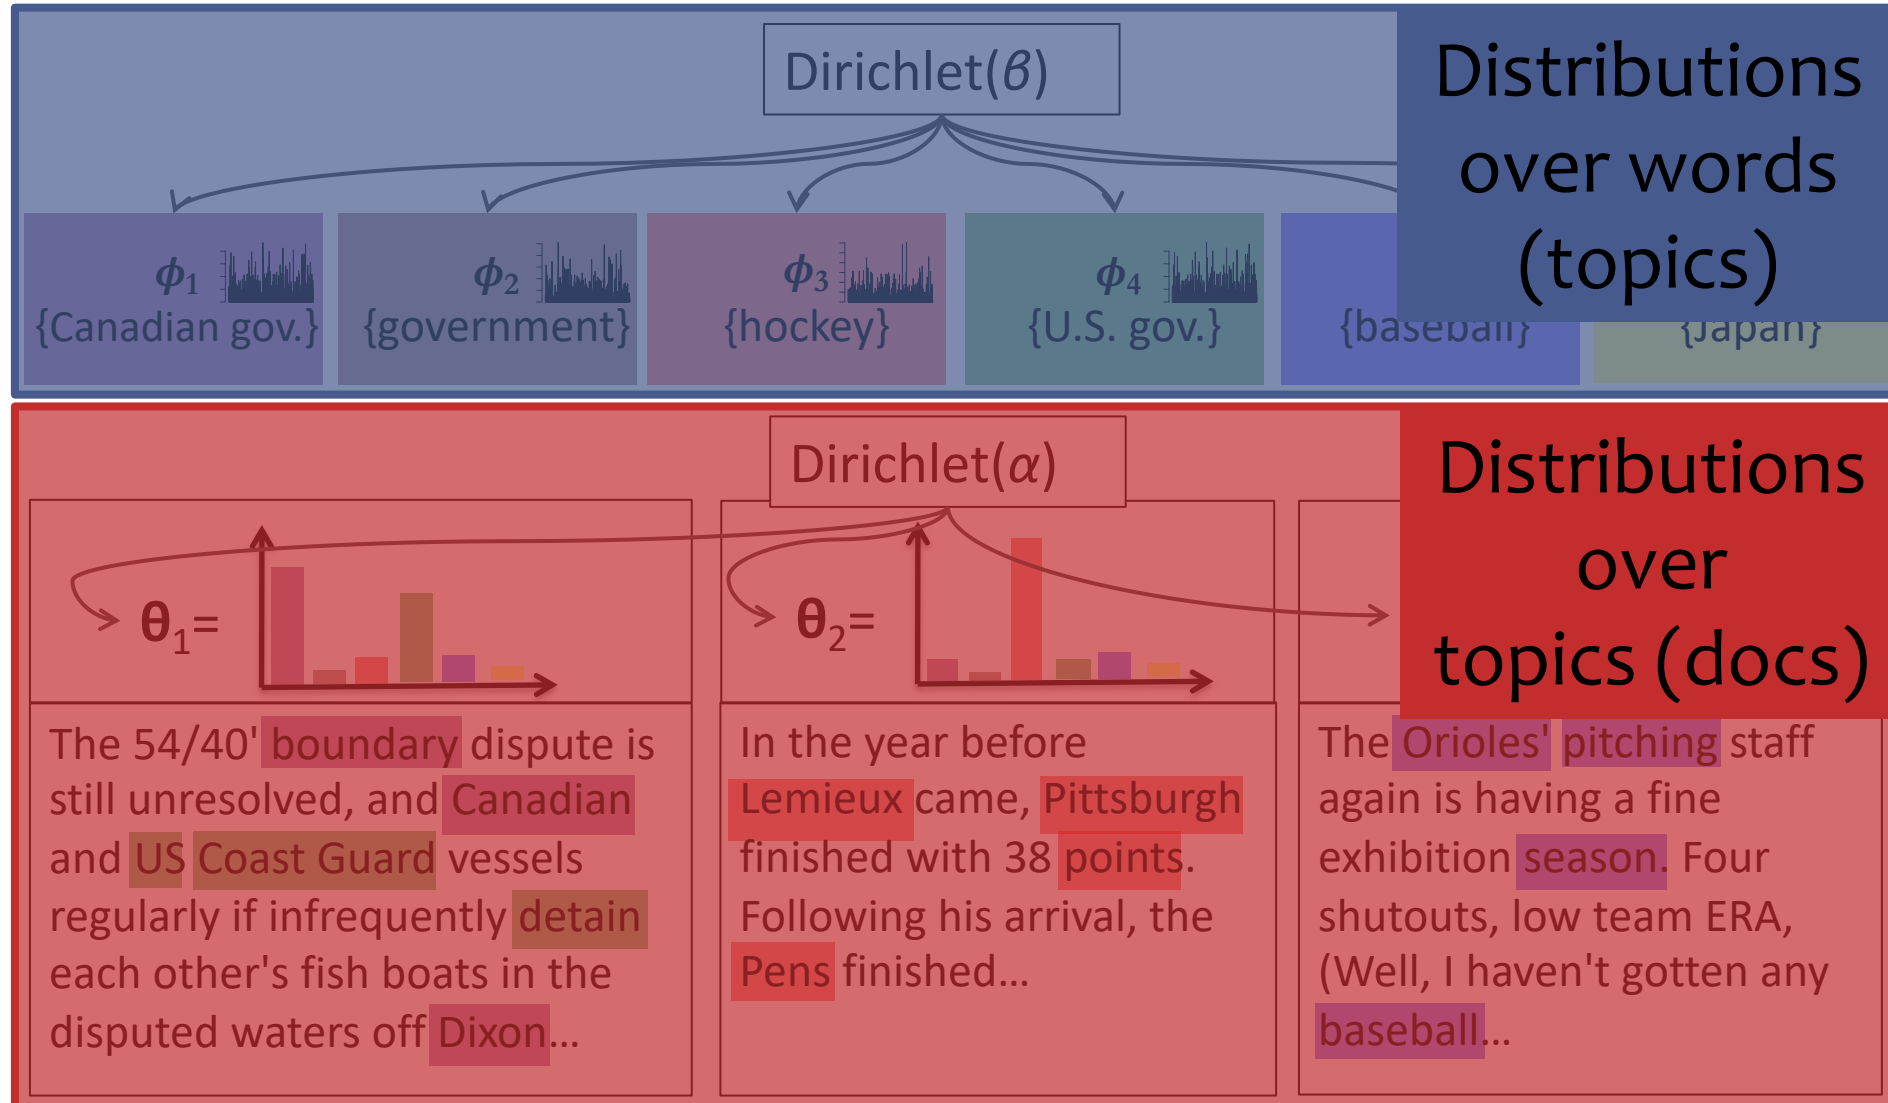 Dirichlet(β)
Distributions
over words
(topics)
ϕ1
ϕ2
ϕ3
ϕ4
{Canadian gov.}
{government}
{hockey}
{U.S. gov.}
{baseball}
{Japan}
Dirichlet(α)
Distributions
over
topics (docs)
θ1=
θ2=
The 54/40' boundary dispute is
still unresolved, and Canadian
and US Coast Guard vessels
regularly if infrequently detain
each other's fish boats in the
disputed waters off Dixon…
In the year before
Lemieux came, Pittsburgh
finished with 38 points.
Following his arrival, the
Pens finished…
The Orioles' pitching staff
again is having a fine
exhibition season. Four
shutouts, low team ERA,
(Well, I haven't gotten any
baseball…